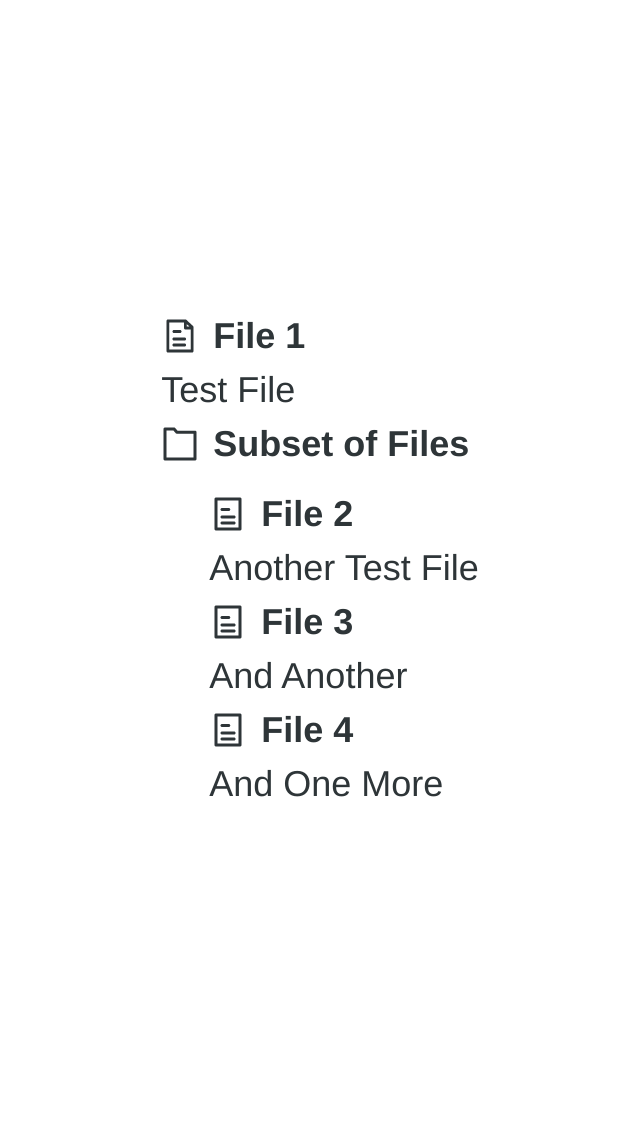 File 1
Test File
Subset of Files
File 2
Another Test File
File 3
And Another
File 4
And One More